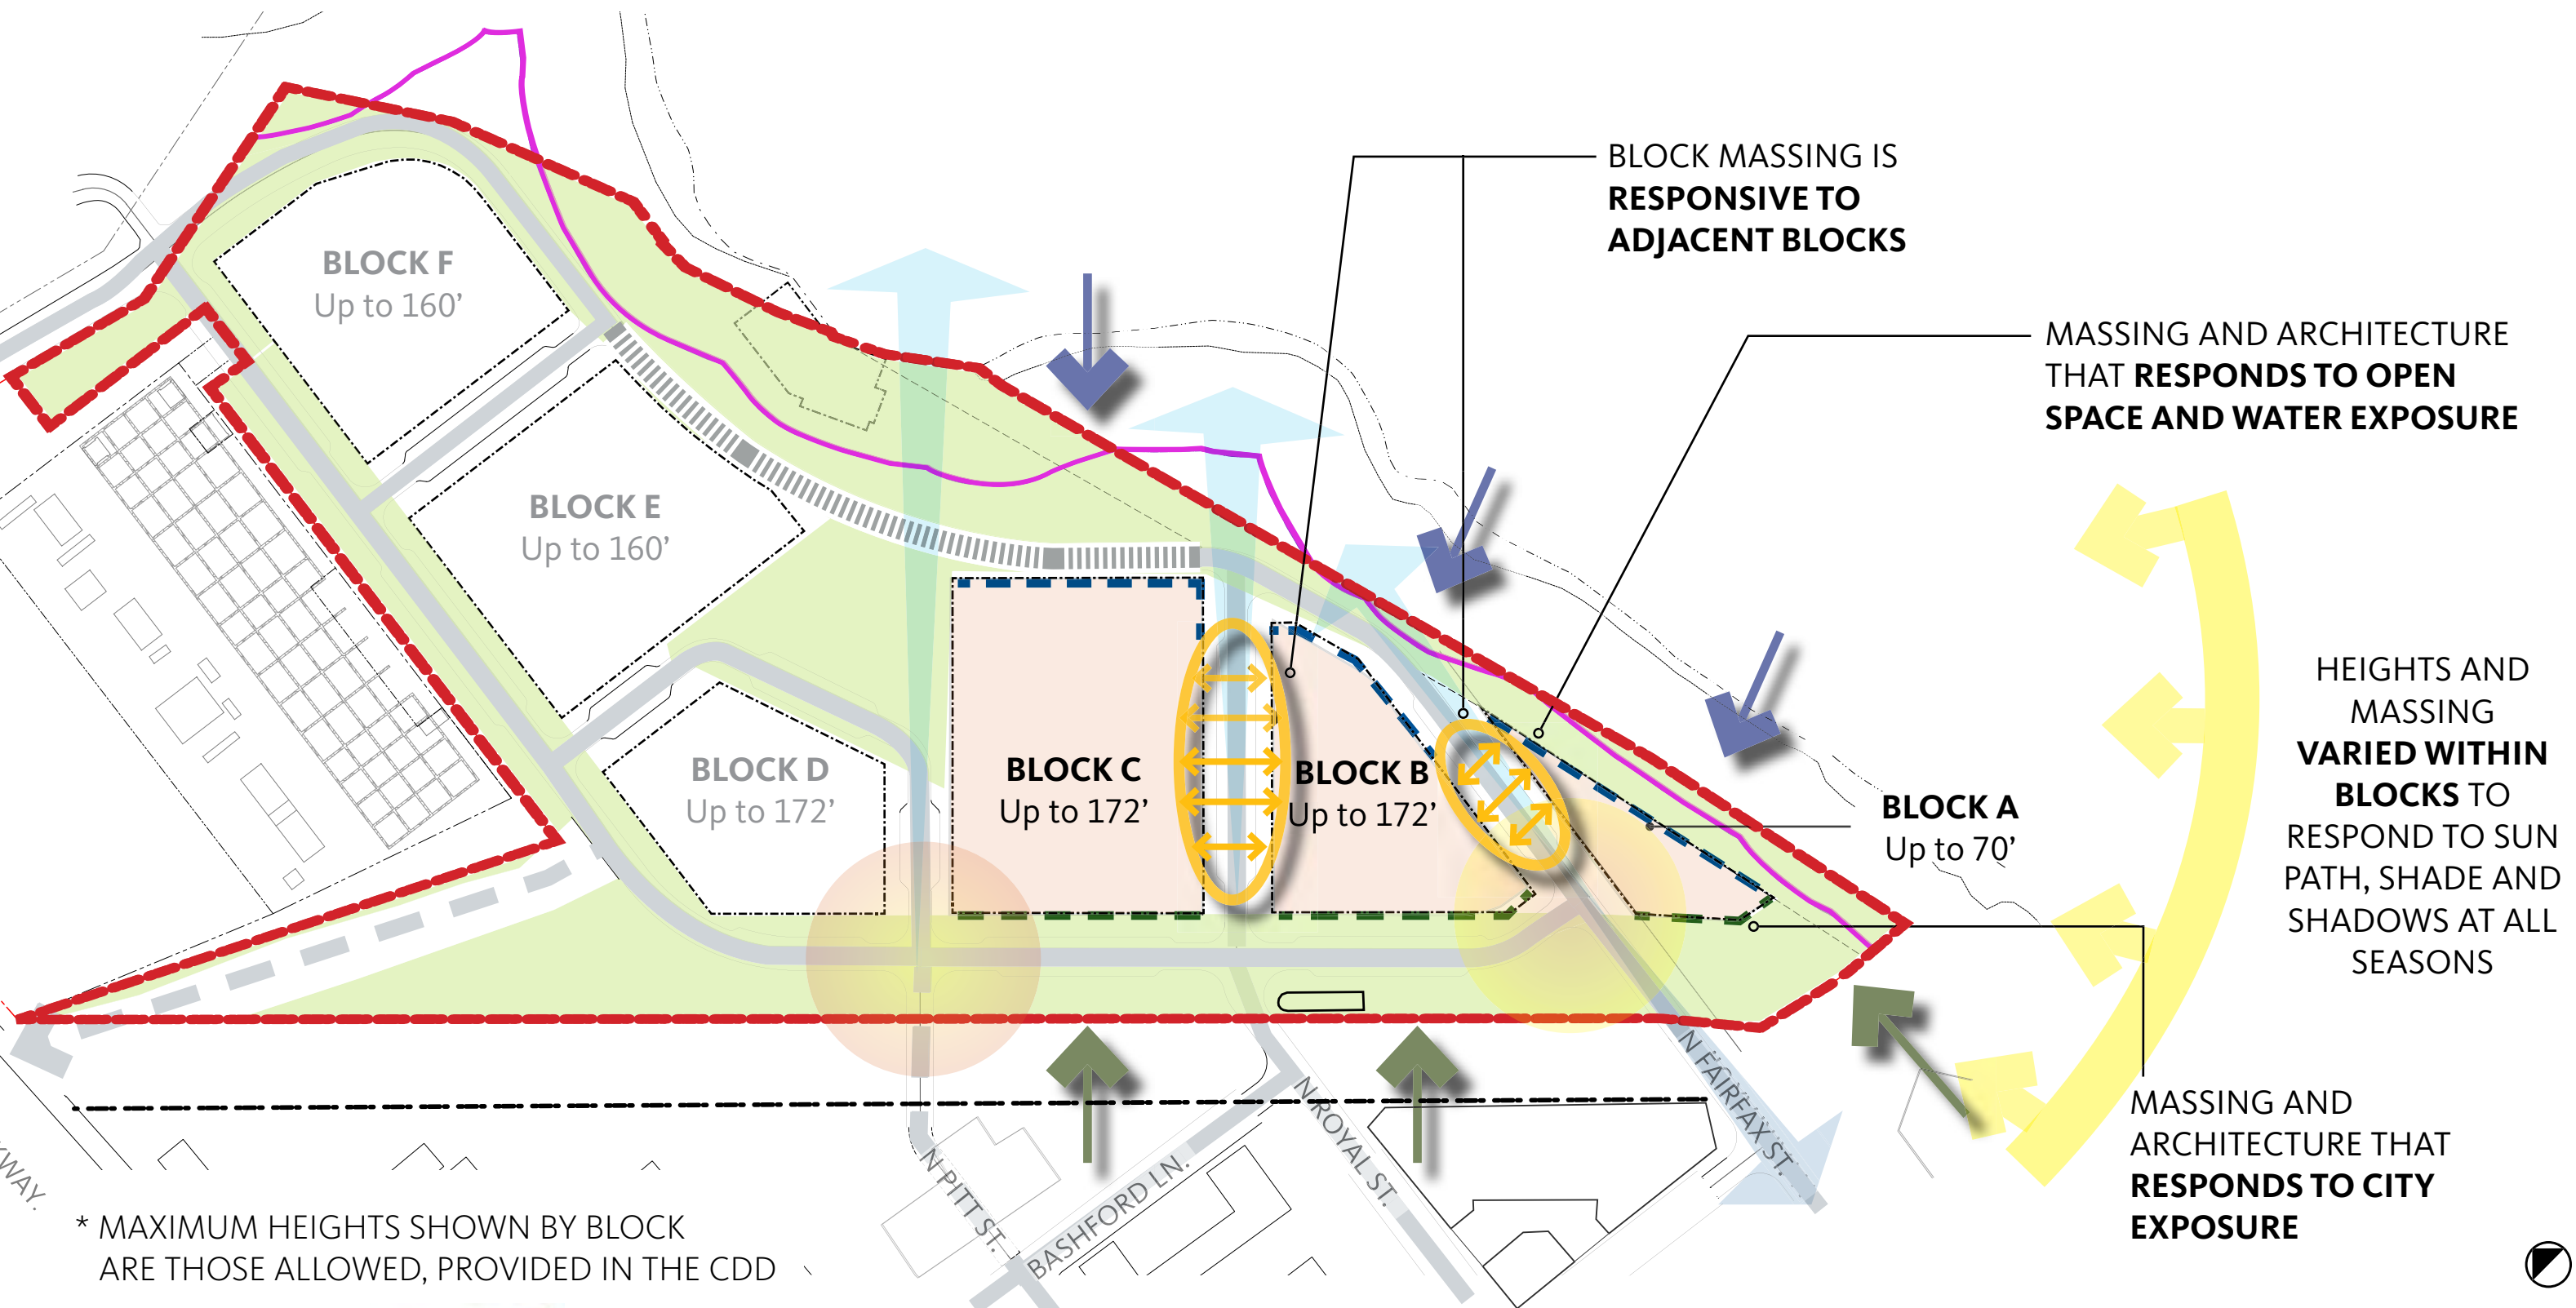 BLOCK MASSING IS
RESPONSIVE TO
ADJACENT BLOCKS
MASSING AND ARCHITECTURE
THAT RESPONDS TO OPEN
SPACE AND WATER EXPOSURE
BLOCK F
Up to 160’
BLOCK E
Up to 160’
BLOCK D
Up to 172’
BLOCK C
Up to 172’
BLOCK B
Up to 172’
BLOCK A
Up to 70’
HEIGHTS AND
MASSING
VARIED WITHIN
BLOCKS TO
RESPOND TO SUN
PATH, SHADE AND
SHADOWS AT ALL
SEASONS
MASSING AND
ARCHITECTURE THAT
RESPONDS TO CITY
EXPOSURE
N PITT ST.
BASHFORD LN.
N ROYAL ST.
N FAIRFAX ST.
* MAXIMUM HEIGHTS SHOWN BY BLOCK
ARE THOSE ALLOWED, PROVIDED IN THE CDD